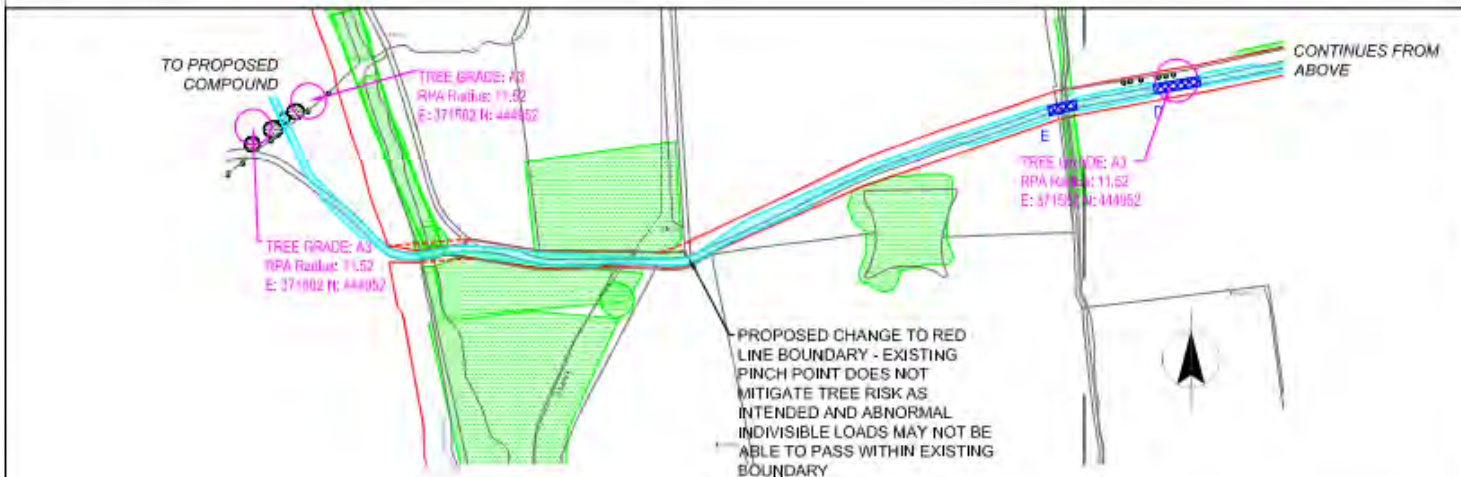 TO PROPOSED
COMPOUND
TREE GRADE: A3
RPA Radius: 11.52
E: 371562 N: 444952
CONTINUES FROM
ABOVE
E
D
TREE GRADE: A3
RPA Radius: 11.52
N: 444952
TREE GRADE: A3
RPA Radius: 11.52
N: 444952
PROPOSED CHANGE TO RED
LINE BOUNDARY - EXISTING
PINCH POINT DOES NOT
MITIGATE TREE RISK AS
INTENDED AND ABNORMAL
INDIVISIBLE LOADS MAY NOT BE
ABLE TO PASS WITHIN EXISTING
BOUNDARY